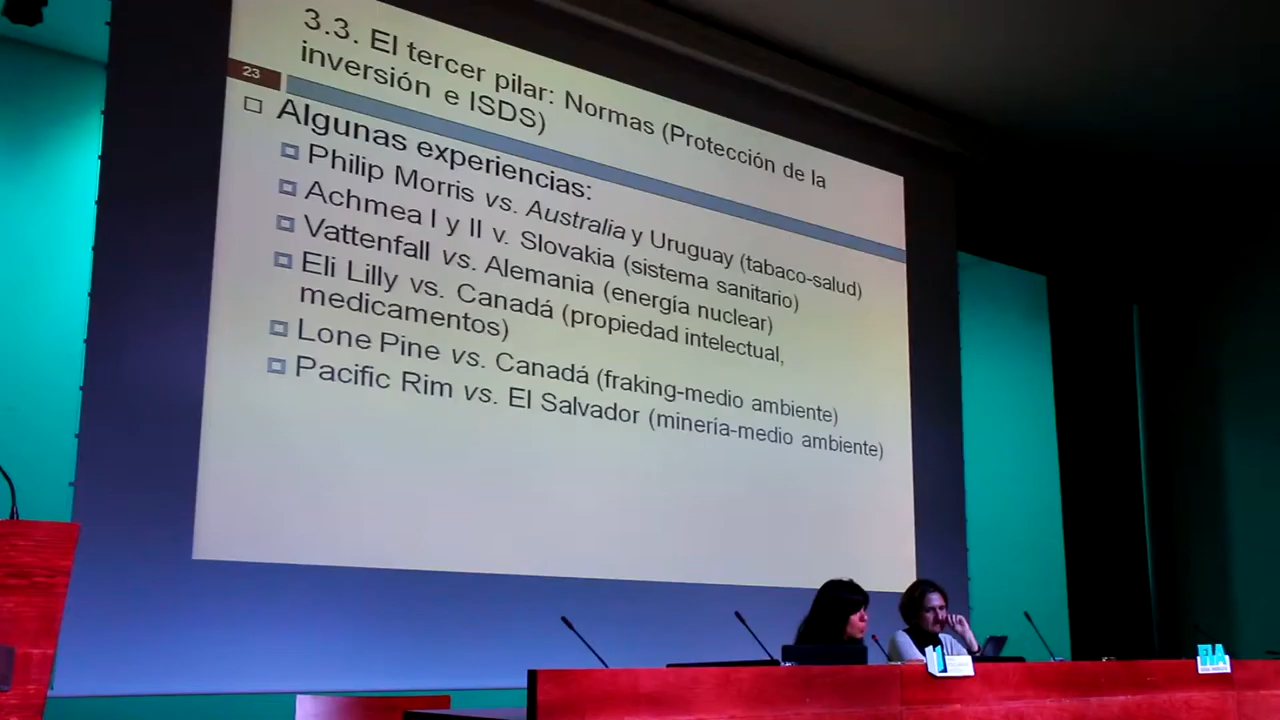 3.3. El tercer pilar: Normas (Protección de la
inversión e ISDS)
23
Algunas experiencias:
Philip Morris vs. Australia y Uruguay (tabaco-salud)
Achmea I y II v. Slovakia (sistema sanitario)
Vattenfall vs. Alemania (energía nuclear)
Eli Lilly vs. Canadá (propiedad intelectual,
medicamentos)
Lone Pine vs. Canadá (fraking-medio ambiente)
Pacific Rim vs. El Salvador (minería-medio ambiente)